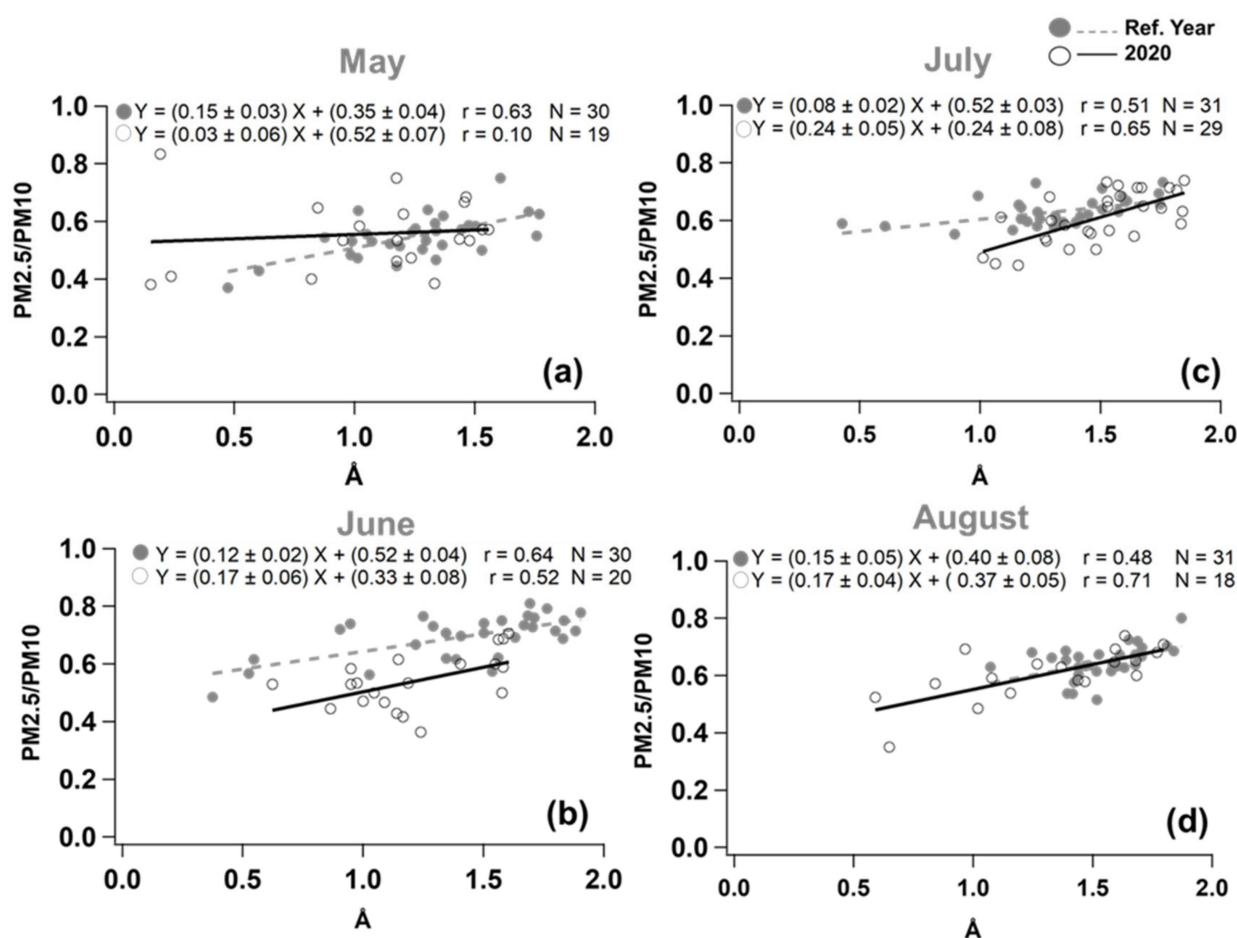 Ref. Year
2020
May
Y = (0.15 ± 0.03) X + (0.35 ± 0.04) r = 0.63 N = 30
Y = (0.03 ± 0.06) X + (0.52 ± 0.07) r = 0.10 N = 19
1.0
0.8
0.6
0.4
0.2
0.0
PM2.5/PM10
(a)
0.0 0.5 1.0 1.5 2.0
Å
July
Y = (0.08 ± 0.02) X + (0.52 ± 0.03) r = 0.51 N = 31
Y = (0.24 ± 0.05) X + (0.24 ± 0.08) r = 0.65 N = 29
1.0
0.8
0.6
0.4
0.2
0.0
PM2.5/PM10
(c)
0.0 0.5 1.0 1.5 2.0
Å
June
Y = (0.12 ± 0.02) X + (0.52 ± 0.04) r = 0.64 N = 30
Y = (0.17 ± 0.06) X + (0.33 ± 0.08) r = 0.52 N = 20
1.0
0.8
0.6
0.4
0.2
0.0
PM2.5/PM10
(b)
0.0 0.5 1.0 1.5 2.0
Å
August
Y = (0.15 ± 0.05) X + (0.40 ± 0.08) r = 0.48 N = 31
Y = (0.17 ± 0.04) X + ( 0.37 ± 0.05) r = 0.71 N = 18
1.0
0.8
0.6
0.4
0.2
0.0
PM2.5/PM10
(d)
0.0 0.5 1.0 1.5 2.0
Å